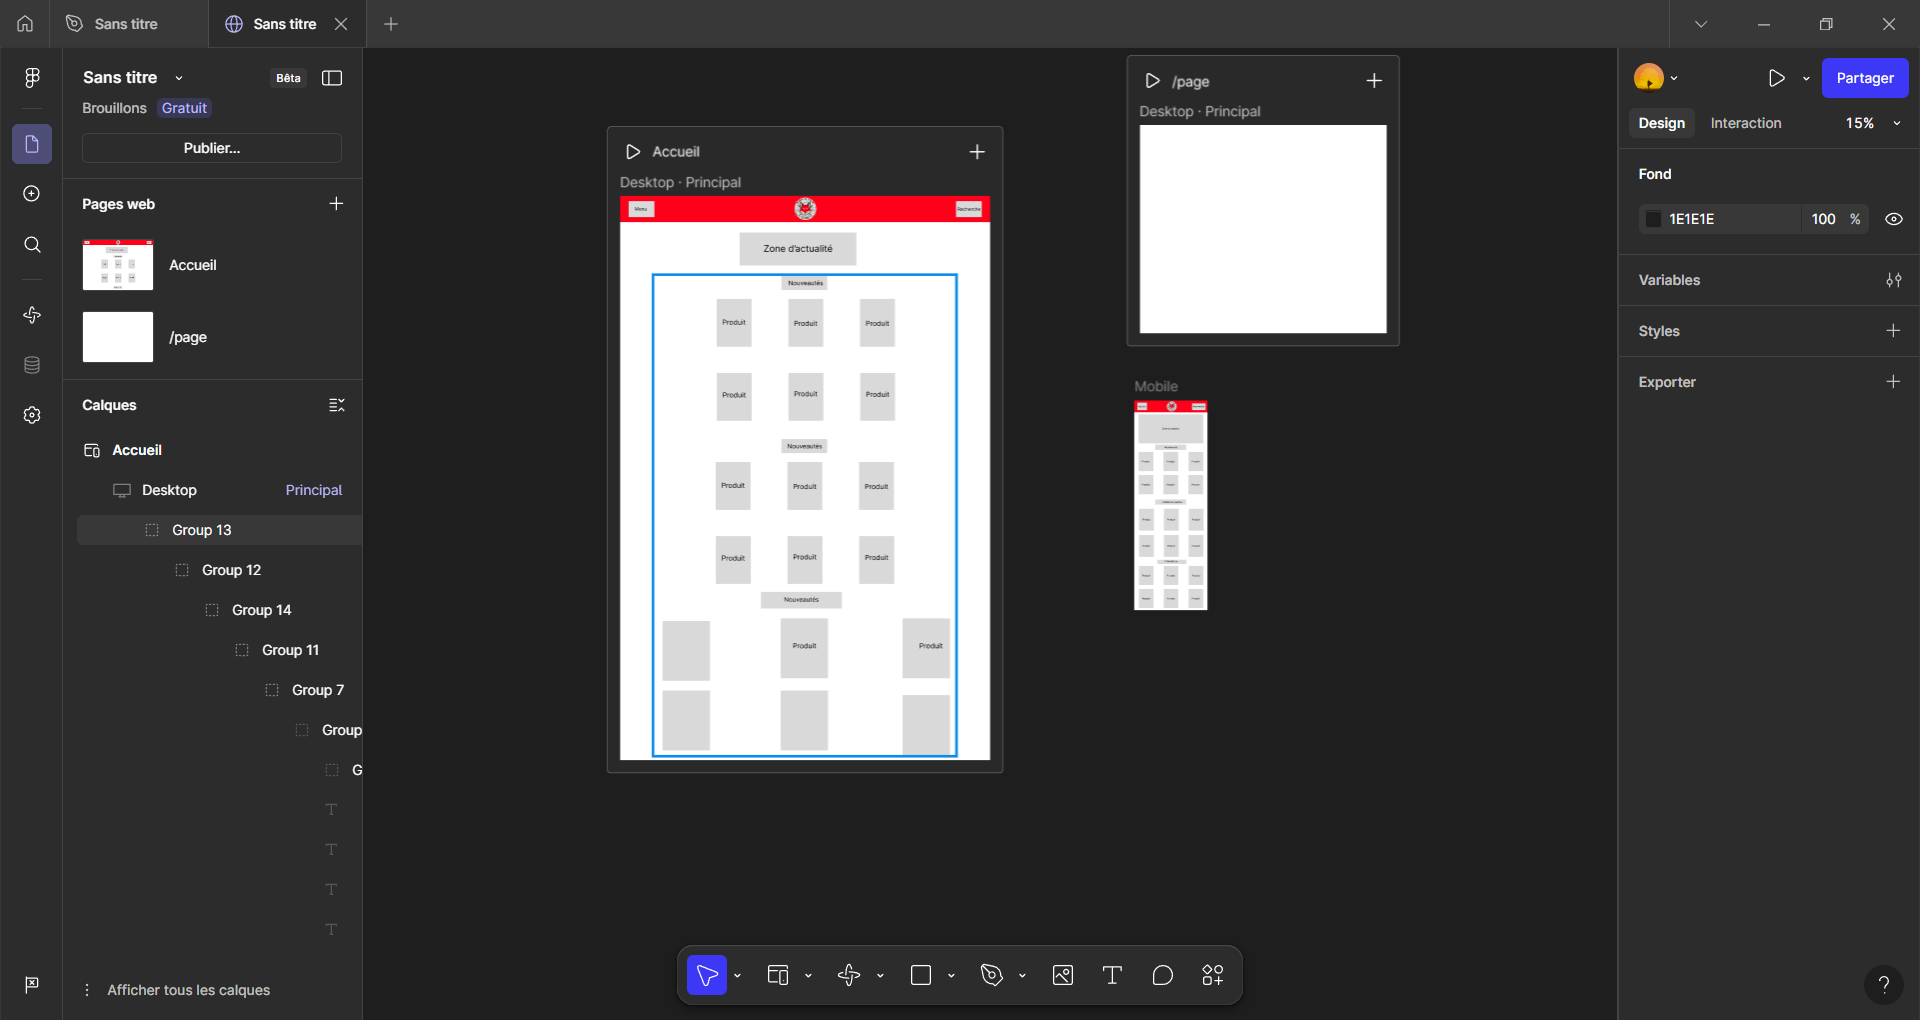 Sans titre
Sans titre
Sans titre
Bêta
Brouillons
Gratuit
Publier...
Pages web
Accueil
/page
Calques
Accueil
Desktop
Principal
Group 13
Group 12
Group 14
Group 11
Group 7
Group
G
Afficher tous les calques
Accueil
Desktop · Principal
Menu
Recherche
Zone d'actualité
Nouveautés
Produit Produit Produit
Produit Produit Produit
Nouveautés
Produit Produit Produit
Produit Produit Produit
Nouveautés
Produit Produit
/page
Desktop · Principal
Mobile
Partager
Design
Interaction
15%
Fond
1E1E1E
100 %
Variables
Styles
Exporter
?